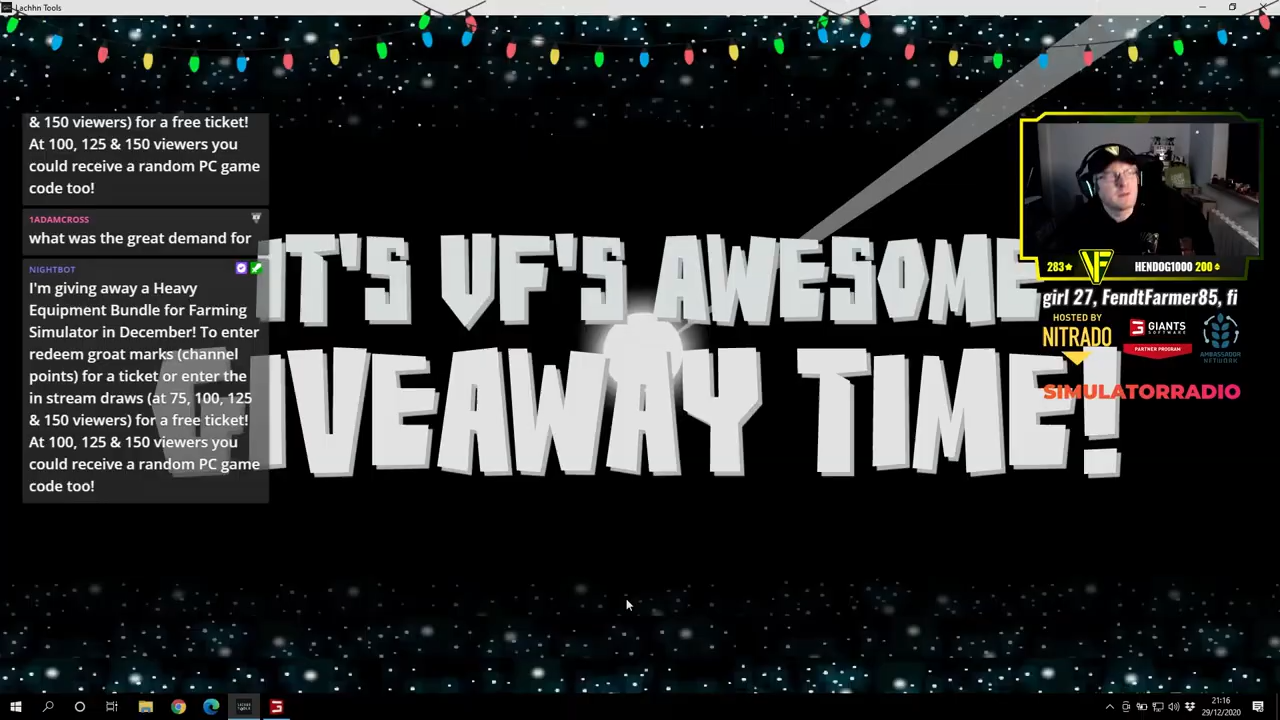 Lachhn Tools
& 150 viewers) for a free ticket!
At 100, 125 & 150 viewers you
could receive a random PC game
code too!
1ADAMCROSS
what was the great demand for
NIGHTBOT
I'm giving away a Heavy
Equipment Bundle for Farming
Simulator in December! To enter
redeem groat marks (channel
points) for a ticket or enter the
in stream draws (at 75, 100, 125
& 150 viewers) for a free ticket!
At 100, 125 & 150 viewers you
could receive a random PC game
code too!
IT'S VF'S AWESOME
GIVEAWAY TIME!
283
VF
HENDOG1000 200
girl 27, FendtFarmer85, fi
HOSTED BY
NITRADO
GIANTS
SOFTWARE
PARTNER PROGRAM
AMBASSADOR
NETWORK
SIMULATORRADIO
21:16
29/12/2020